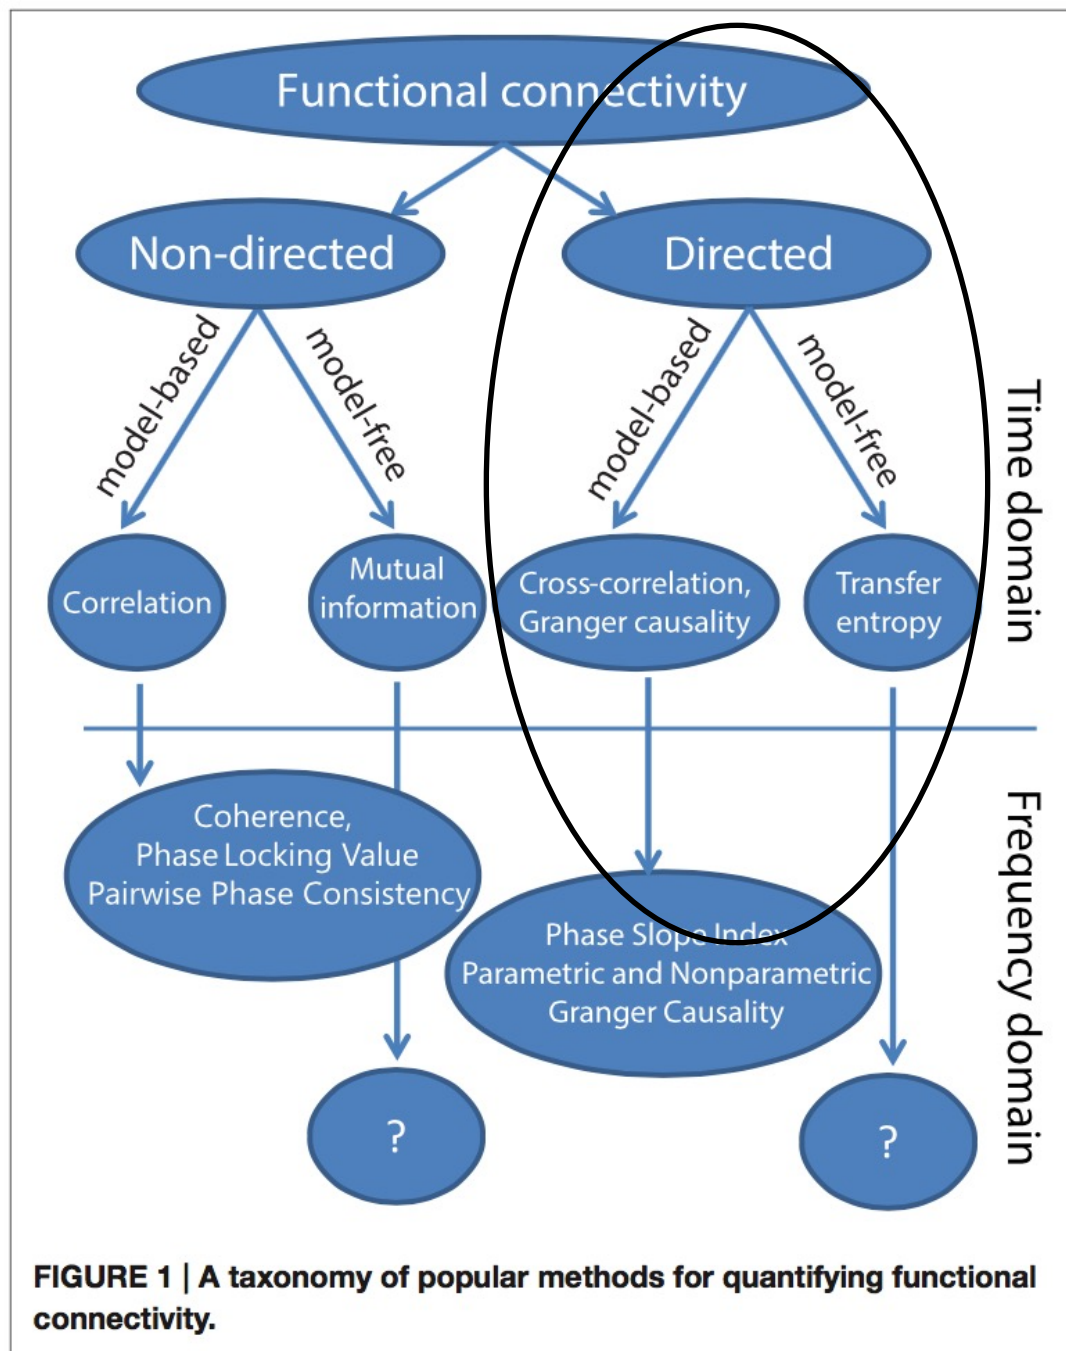 Functional connectivity
Non-directed
Directed
model-based
model-free
model-based
model-free
Correlation
Mutual
information
Cross-correlation,
Granger causality
Transfer
entropy
Time domain
Coherence,
Phase Locking Value
Pairwise Phase Consistency
Phase Slope Index
Parametric and Nonparametric
Granger Causality
Frequency domain
?
?
FIGURE 1 | A taxonomy of popular methods for quantifying functional
connectivity.